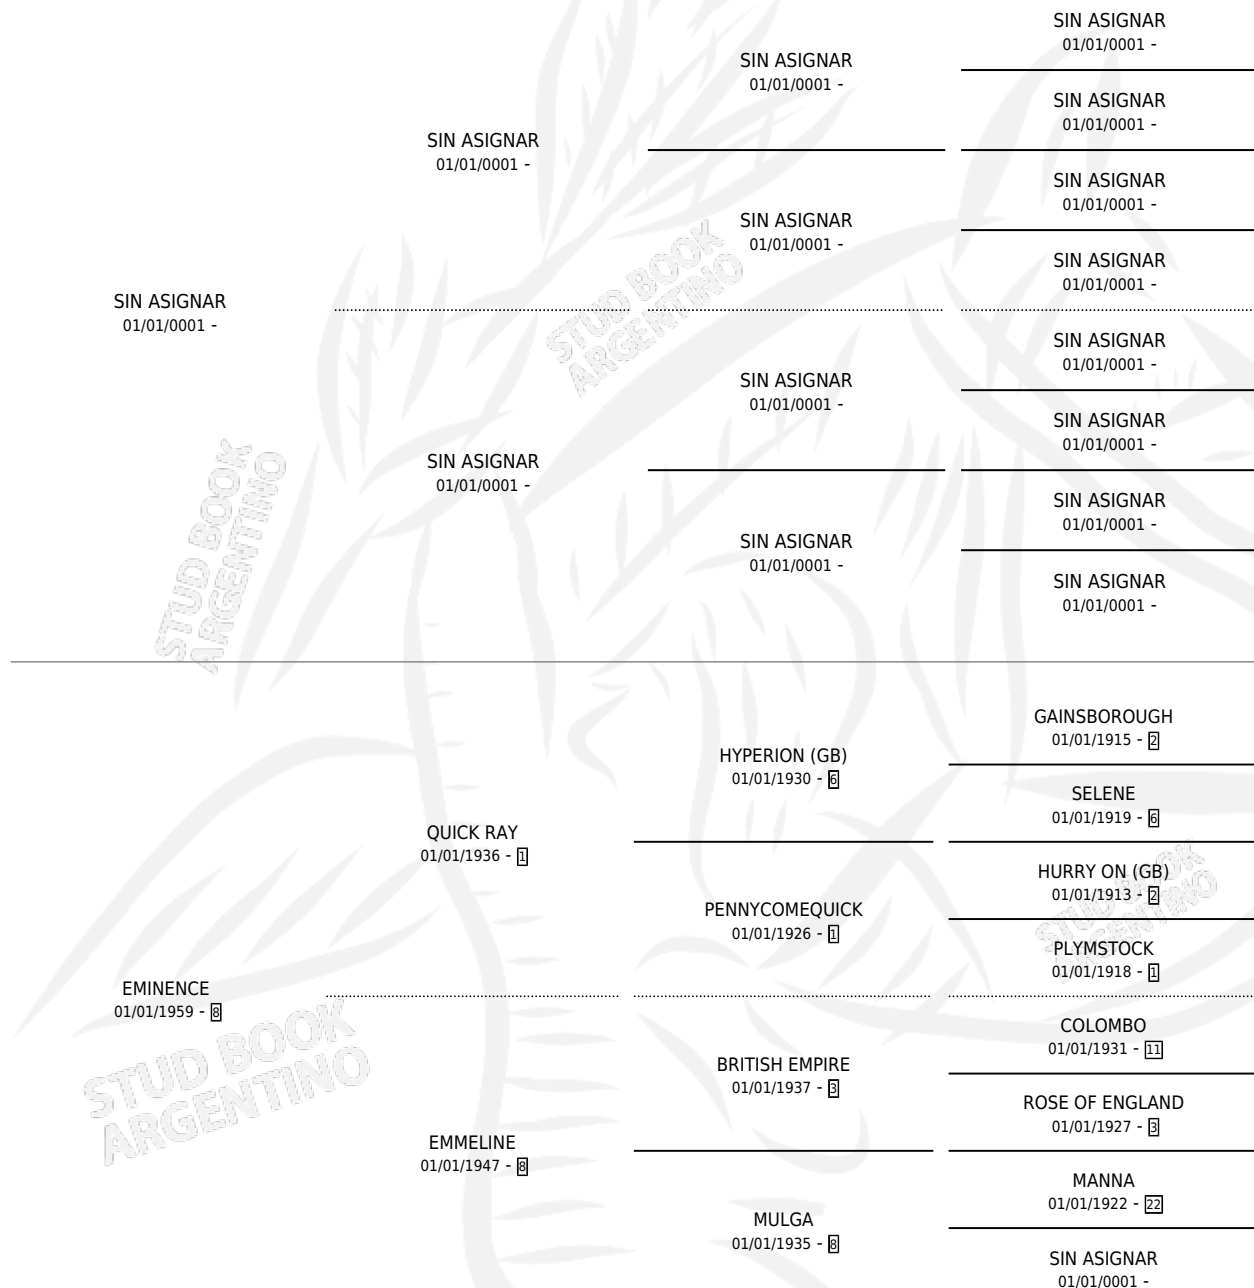 SIN ASIGNAR
01/01/0001 -
SIN ASIGNAR
01/01/0001 -
SIN ASIGNAR
01/01/0001 -
SIN ASIGNAR
01/01/0001 -
SIN ASIGNAR
01/01/0001 -
SIN ASIGNAR
01/01/0001 -
SIN ASIGNAR
01/01/0001 -
SIN ASIGNAR
01/01/0001 -
SIN ASIGNAR
01/01/0001 -
SIN ASIGNAR
01/01/0001 -
SIN ASIGNAR
01/01/0001 -
SIN ASIGNAR
01/01/0001 -
SIN ASIGNAR
01/01/0001 -
SIN ASIGNAR
01/01/0001 -
SIN ASIGNAR
01/01/0001 -
STUD BOOK
ARGENTINO
STUD BOOK
ARGENTINO
GAINSBOROUGH
01/01/1915 - 2
HYPERION (GB)
01/01/1930 - 6
SELENE
01/01/1919 - 6
QUICK RAY
01/01/1936 - 1
HURRY ON (GB)
01/01/1913 - 2
PENNYCOMEQUICK
01/01/1926 - 1
PLYMSTOCK
01/01/1918 - 1
STUD BOOK
ARGENTINO
EMINENCE
01/01/1959 - 8
COLOMBO
01/01/1931 - 11
BRITISH EMPIRE
01/01/1937 - 3
ROSE OF ENGLAND
01/01/1927 - 3
EMMELINE
01/01/1947 - 8
MANNA
01/01/1922 - 22
MULGA
01/01/1935 - 8
SIN ASIGNAR
01/01/0001 -
STUD BOOK
ARGENTINO